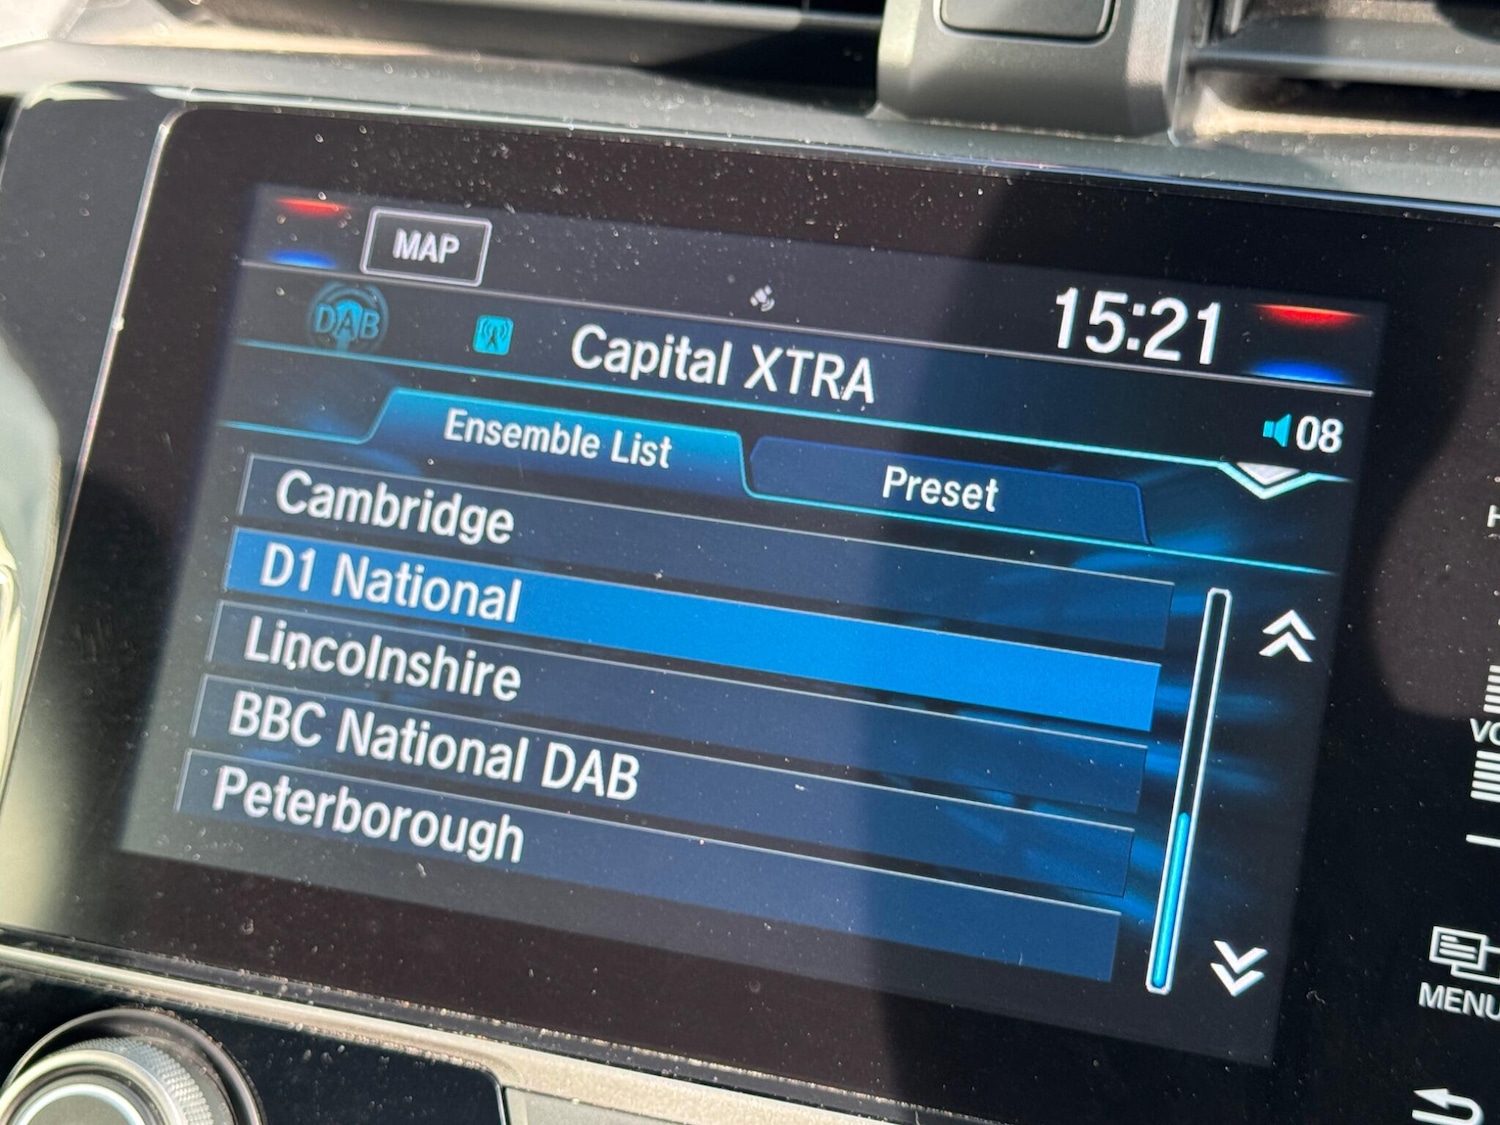 MAP
15:21
DAB
Capital XTRA
08
Ensemble List
Preset
Cambridge
D1 National
Lincolnshire
BBC National DAB
Peterborough
MENU